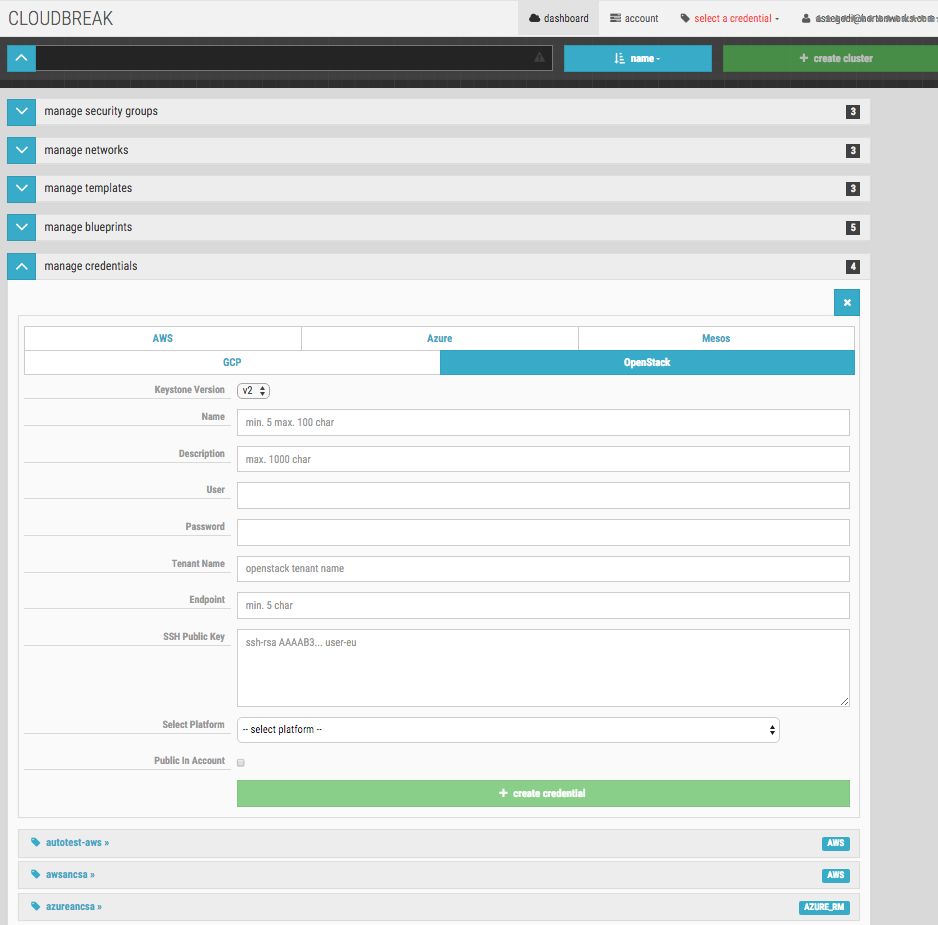 CLOUDBREAK
dashboard account select a credential
name
+ create cluster
manage security groups 3
manage networks 3
manage templates 3
manage blueprints 5
manage credentials 4
AWS Azure Mesos
GCP OpenStack
Keystone Version v2
Name min. 5 max. 100 char
Description max. 1000 char
User
Password
Tenant Name openstack tenant name
Endpoint min. 5 char
SSH Public Key ssh-rsa AAAAB3... user-eu
Select Platform -- select platform --
Public In Account
+ create credential
autotest-aws » AWS
awsancsa » AWS
azureancsa » AZURE_RM